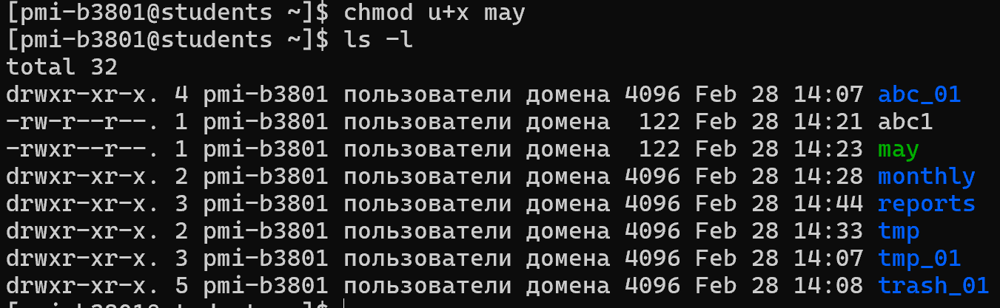 [pmi-b3801@students ~]$ chmod u+x may
[pmi-b3801@students ~]$ ls -l
total 32
drwxr-xr-x. 4 pmi-b3801 пользователи домена 4096 Feb 28 14:07 abc_01
-rw-r--r--. 1 pmi-b3801 пользователи домена  122 Feb 28 14:21 abc1
-rwxr--r--. 1 pmi-b3801 пользователи домена  122 Feb 28 14:23 may
drwxr-xr-x. 2 pmi-b3801 пользователи домена 4096 Feb 28 14:28 monthly
drwxr-xr-x. 3 pmi-b3801 пользователи домена 4096 Feb 28 14:44 reports
drwxr-xr-x. 2 pmi-b3801 пользователи домена 4096 Feb 28 14:33 tmp
drwxr-xr-x. 3 pmi-b3801 пользователи домена 4096 Feb 28 14:07 tmp_01
drwxr-xr-x. 5 pmi-b3801 пользователи домена 4096 Feb 28 14:08 trash_01
[pmi-b3801@students ~]$